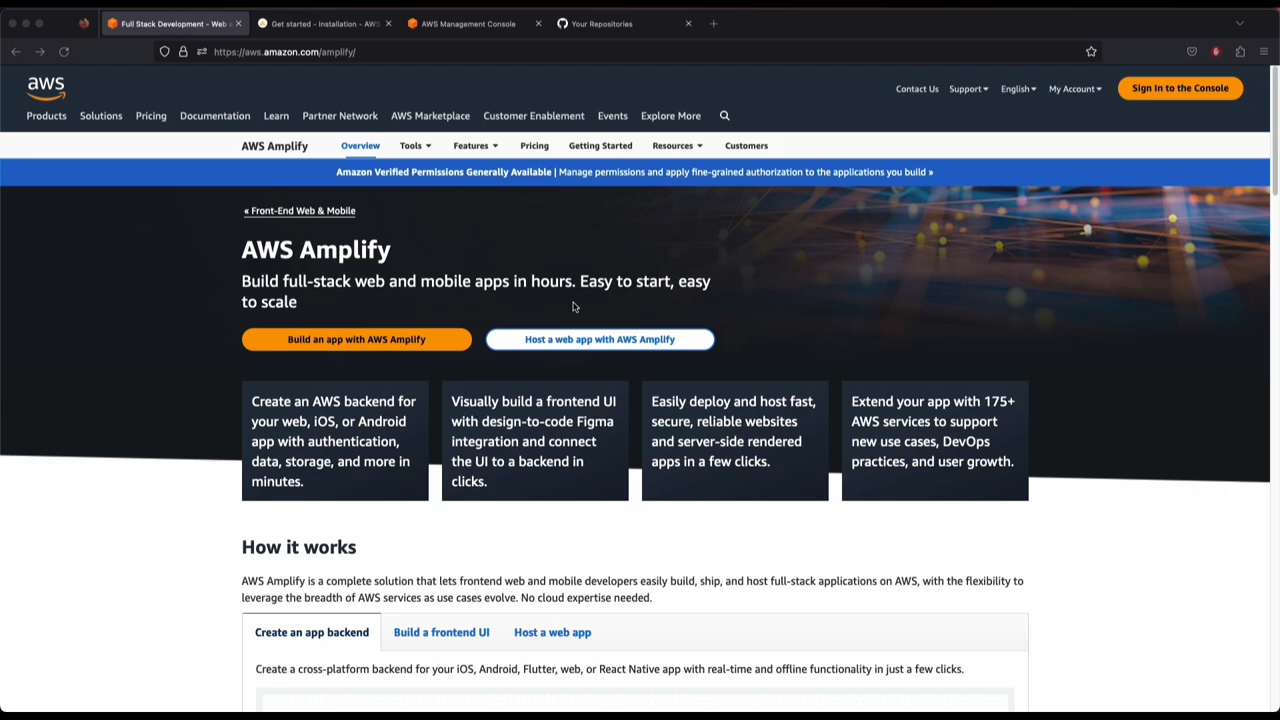 Full Stack Development - Web a
Get started - Installation - AWS
AWS Management Console
Your Repositories
https://aws.amazon.com/amplify/
aws
Contact Us
Support
English
My Account
Sign In to the Console
Products
Solutions
Pricing
Documentation
Learn
Partner Network
AWS Marketplace
Customer Enablement
Events
Explore More
AWS Amplify
Overview
Tools
Features
Pricing
Getting Started
Resources
Customers
Amazon Verified Permissions Generally Available | Manage permissions and apply fine-grained authorization to the applications you build »
« Front-End Web & Mobile
AWS Amplify
Build full-stack web and mobile apps in hours. Easy to start, easy
to scale
Build an app with AWS Amplify
Host a web app with AWS Amplify
Create an AWS backend for
your web, iOS, or Android
app with authentication,
data, storage, and more in
minutes.
Visually build a frontend UI
with design-to-code Figma
integration and connect
the UI to a backend in
clicks.
Easily deploy and host fast,
secure, reliable websites
and server-side rendered
apps in a few clicks.
Extend your app with 175+
AWS services to support
new use cases, DevOps
practices, and user growth.
How it works
AWS Amplify is a complete solution that lets frontend web and mobile developers easily build, ship, and host full-stack applications on AWS, with the flexibility to
leverage the breadth of AWS services as use cases evolve. No cloud expertise needed.
Create an app backend
Build a frontend UI
Host a web app
Create a cross-platform backend for your iOS, Android, Flutter, web, or React Native app with real-time and offline functionality in just a few clicks.